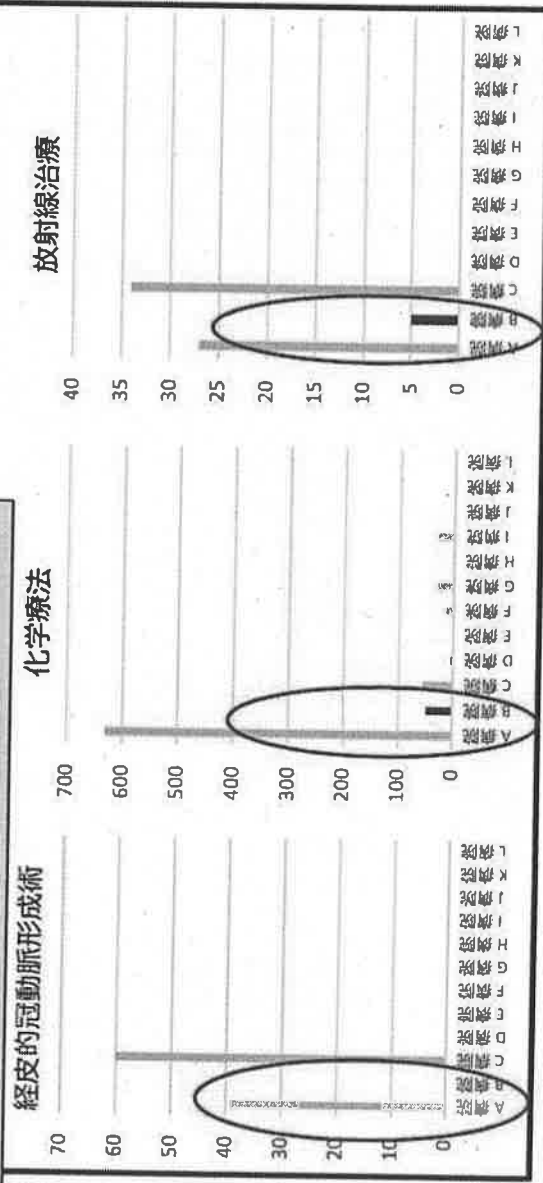 経皮的冠動脈形成術
70
60
50
40
30
20
10
0
A 病院
B 病院
C 病院
D 病院
E 病院
F 病院
G 病院
H 病院
I 病院
J 病院
K 病院
L 病院
化学療法
700
600
500
400
300
200
100
0
A 病院
B 病院
C 病院
D 病院
E 病院
F 病院
G 病院
H 病院
I 病院
J 病院
K 病院
L 病院
放射線治療
40
35
30
25
20
15
10
5
0
A 病院
B 病院
C 病院
D 病院
E 病院
F 病院
G 病院
H 病院
I 病院
J 病院
K 病院
L 病院